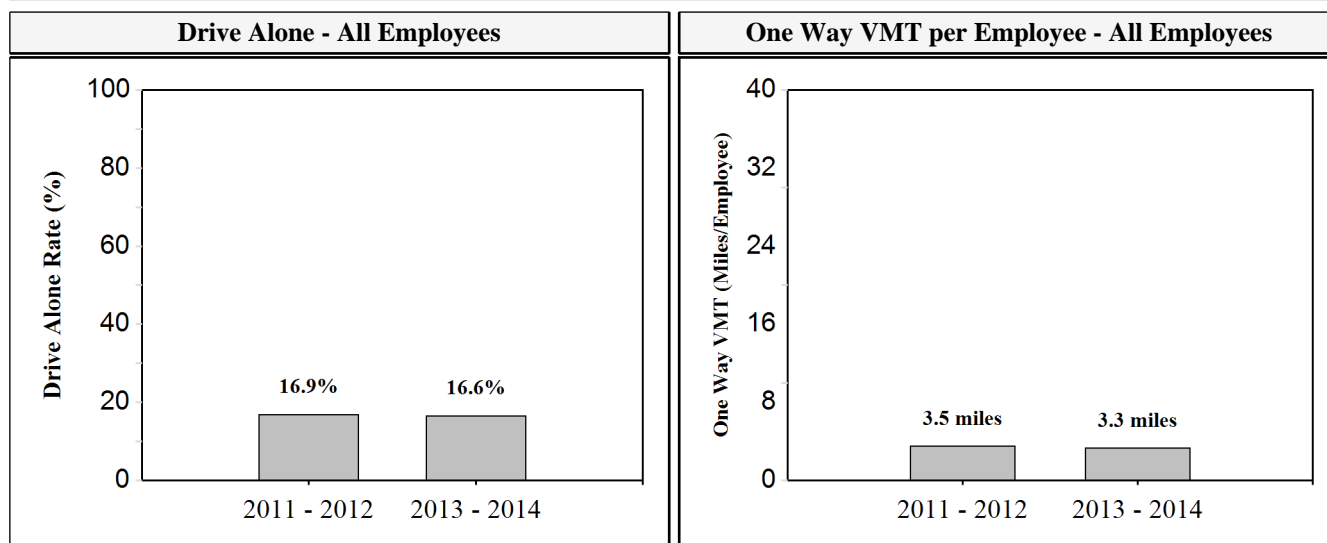 Drive Alone - All Employees
One Way VMT per Employee - All Employees
Drive Alone Rate (%)
100
80
60
40
20
0
16.9%
16.6%
2011 - 2012
2013 - 2014
One Way VMT (Miles/Employee)
40
32
24
16
8
0
3.5 miles
3.3 miles
2011 - 2012
2013 - 2014